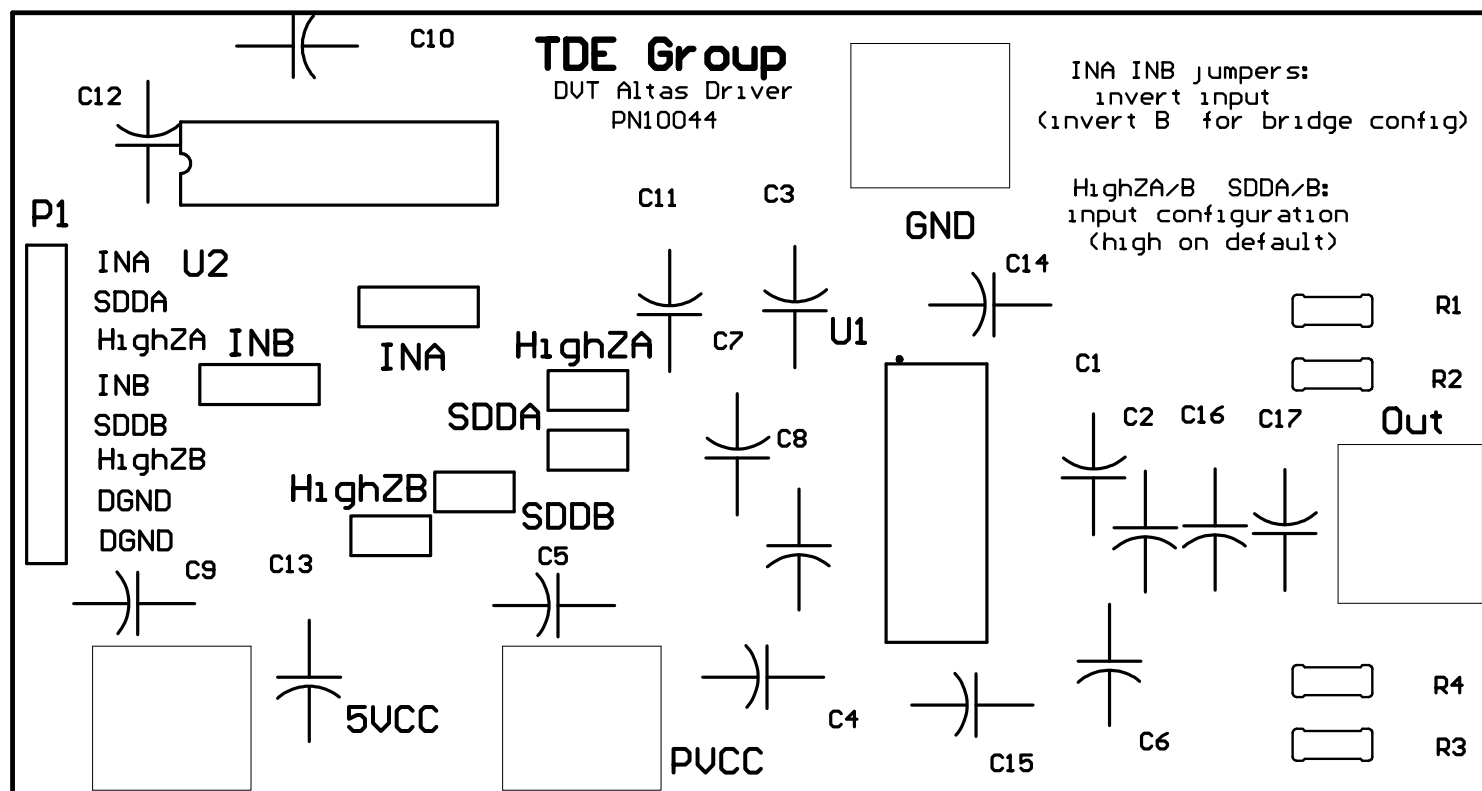 C10
TDE Group
DVT Altas Driver
PN10044
INA INB jumpers:
invert input
(invert B for bridge config)
C12
HighZA/B SDDA/B:
input configuration
(high on default)
C11
C3
P1
GND
INA
U2
C14
SDDA
R1
HighZA
INB
INA
HighZA
C7
U1
C1
R2
INB
SDDA
SDDB
C8
C2
C16
C17
Out
HighZB
HighZB
DGND
SDDB
DGND
C9
C13
C5
5VCC
C4
PVCC
C15
C6
R4
R3